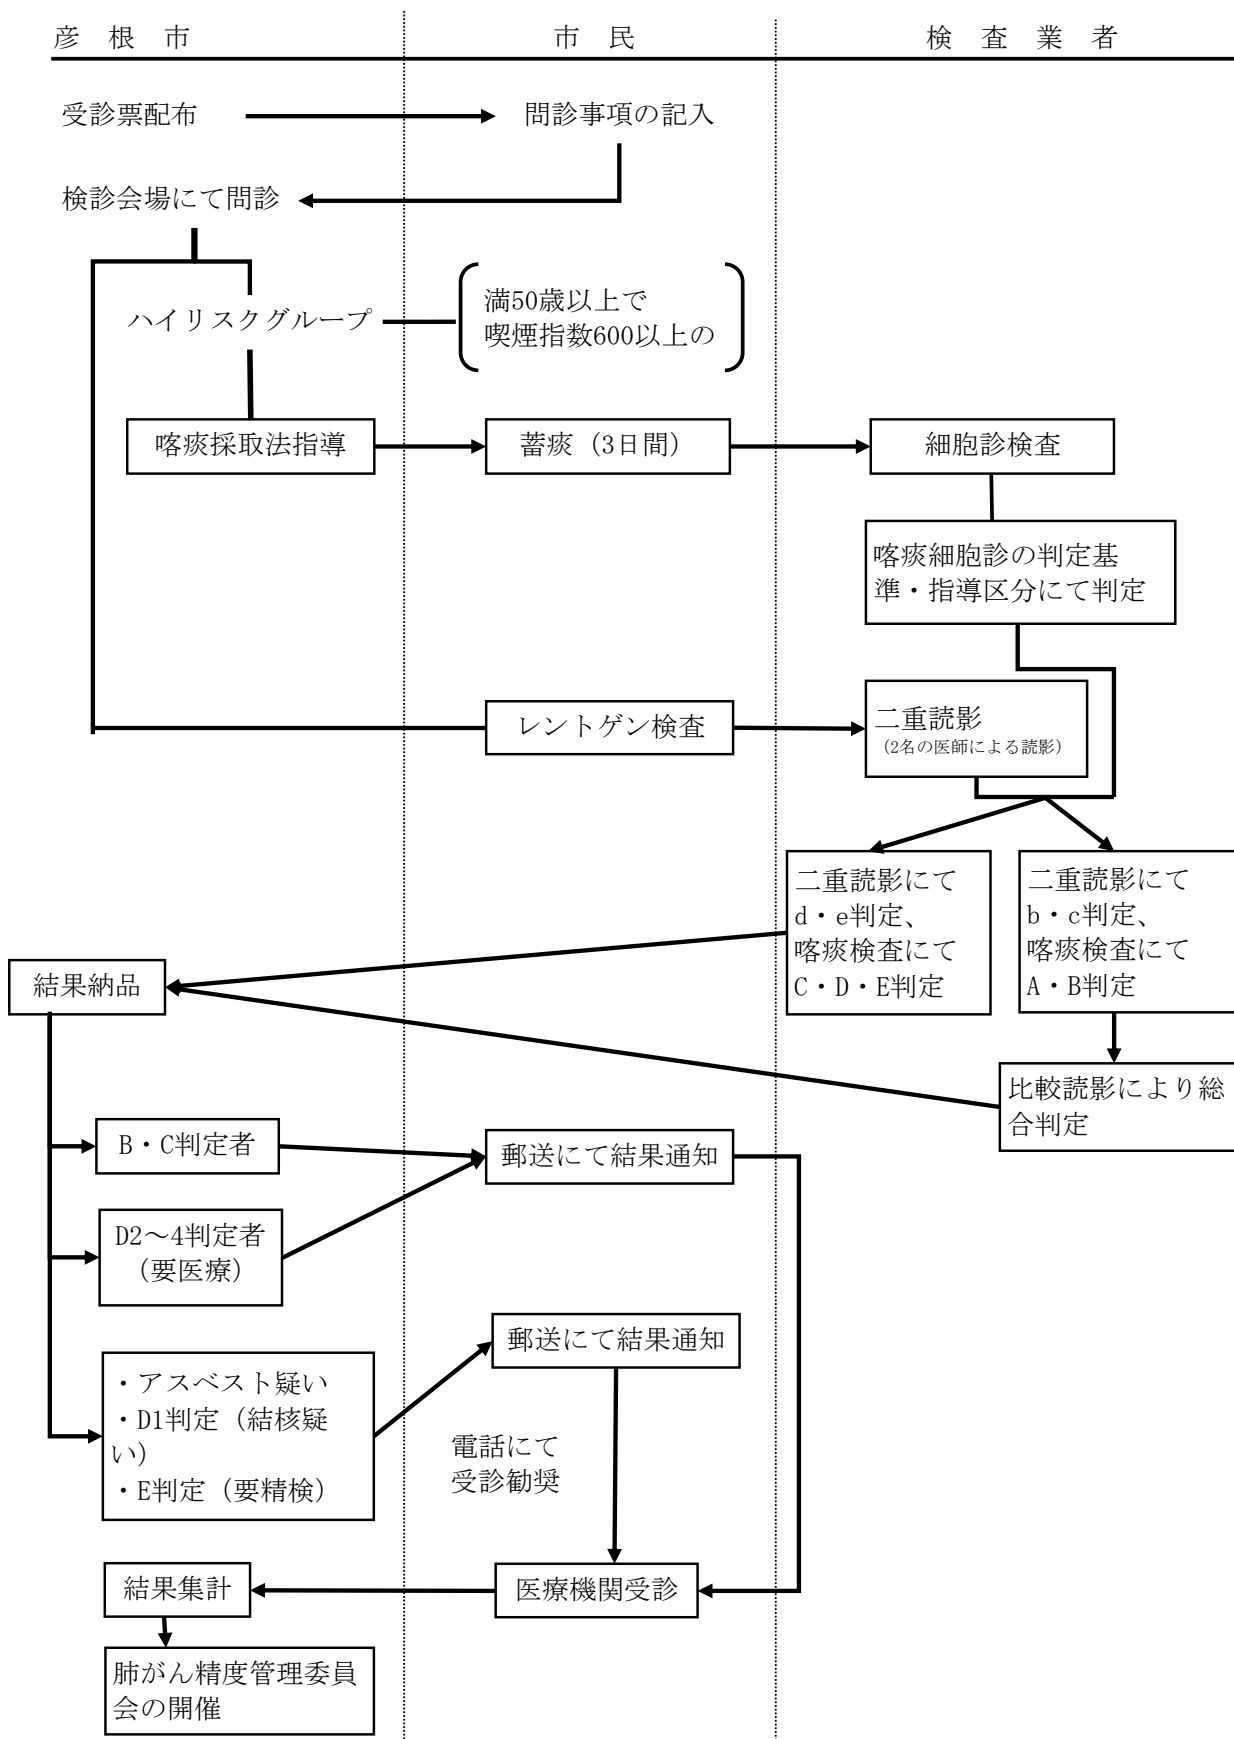 彦　根　市
市　民
検　査　業　者
受診票配布
問診事項の記入
検診会場にて問診
ハイリスクグループ
満50歳以上で
喫煙指数600以上の
喀痰採取法指導
蓄痰（3日間）
細胞診検査
喀痰細胞診の判定基
準・指導区分にて判定
レントゲン検査
二重読影
（2名の医師による読影）
二重読影にて
d・e判定、
喀痰検査にて
C・D・E判定
二重読影にて
b・c判定、
喀痰検査にて
A・B判定
結果納品
比較読影により総
合判定
B・C判定者
郵送にて結果通知
D2～4判定者
（要医療）
郵送にて結果通知
・アスベスト疑い
・D1判定（結核疑
い）
・E判定（要精検）
電話にて
受診勧奨
結果集計
医療機関受診
肺がん精度管理委員
会の開催